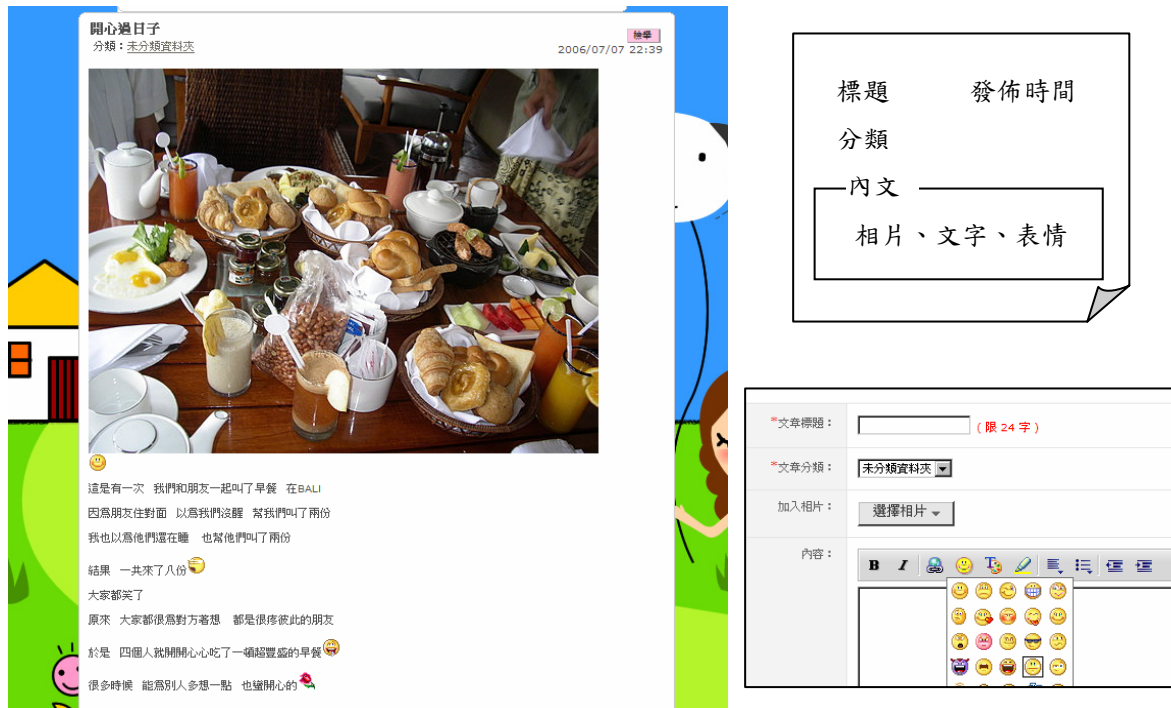 開心過日子
分類：未分類資料夾
檢舉
2006/07/07 22:39
這是有一次 我們和朋友一起叫了早餐 在BALI
因為朋友住對面 以為我們沒醒 幫我們叫了兩份
我也以為他們還在睡 也幫他們叫了兩份
結果 一共來了八份
大家都笑了
原來 大家都很為對方著想 都是很疼彼此的朋友
於是 四個人就開開心心吃了一頓超豐盛的早餐
很多時候 能為別人多想一點 也蠻開心的
標題 發佈時間
分類
內文
相片、文字、表情
*文章標題：
(限 24 字)
*文章分類：
未分類資料夾
加入相片：
選擇相片
內容：
B I